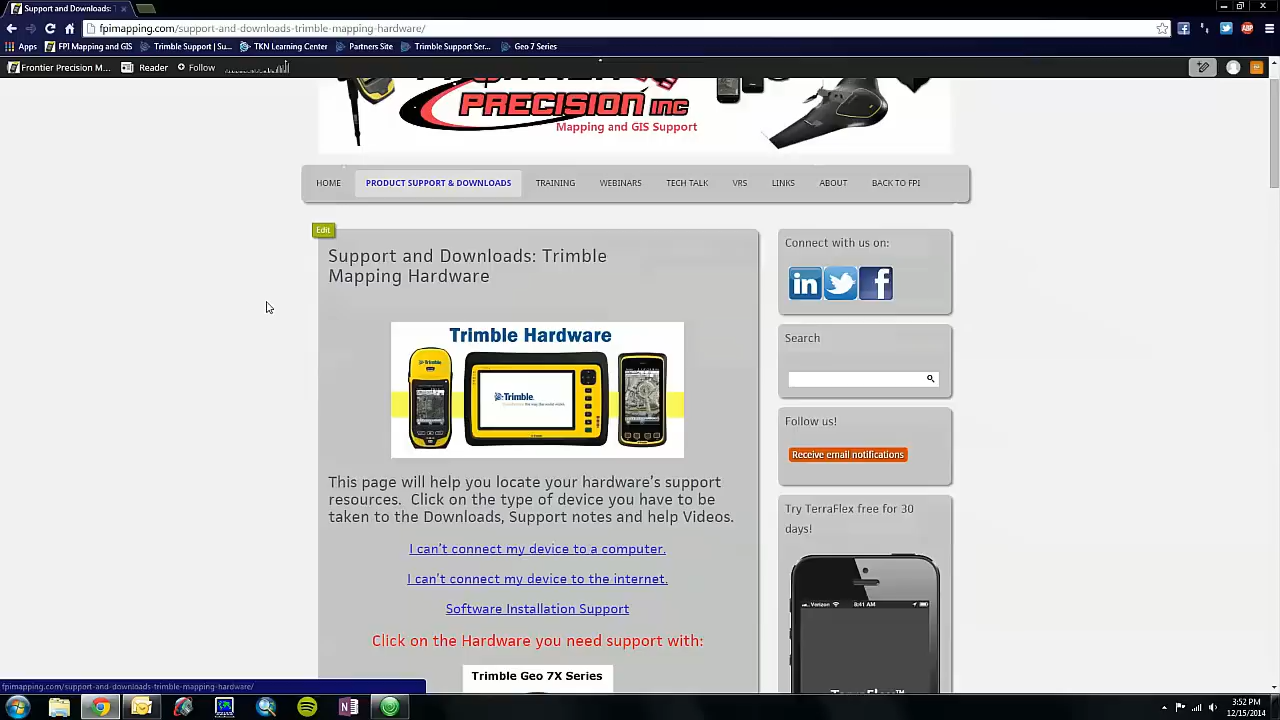 Support and Downloads:
fpimapping.com/support-and-downloads-trimble-mapping-hardware/
Apps
FPI Mapping and GIS
Trimble Support | Su...
TKN Learning Center
Partners Site
Trimble Support Ser...
Geo 7 Series
Frontier Precision M...
Reader
Follow
PRECISION INC
Mapping and GIS Support
HOME
PRODUCT SUPPORT & DOWNLOADS
TRAINING
WEBINARS
TECH TALK
VRS
LINKS
ABOUT
BACK TO FPI
Edit
Support and Downloads: Trimble
Mapping Hardware
Trimble Hardware
Trimble
This page will help you locate your hardware's support
resources. Click on the type of device you have to be
taken to the Downloads, Support notes and help Videos.
I can't connect my device to a computer.
I can't connect my device to the internet.
Software Installation Support
Click on the Hardware you need support with:
Trimble Geo 7X Series
Connect with us on:
in
f
Search
Follow us!
Receive email notifications
Try TerraFlex free for 30
days!
Verizon
8:41 AM
TerraFlex™
fpimapping.com/support-and-downloads-trimble-mapping-hardware/
3:52 PM
12/15/2014